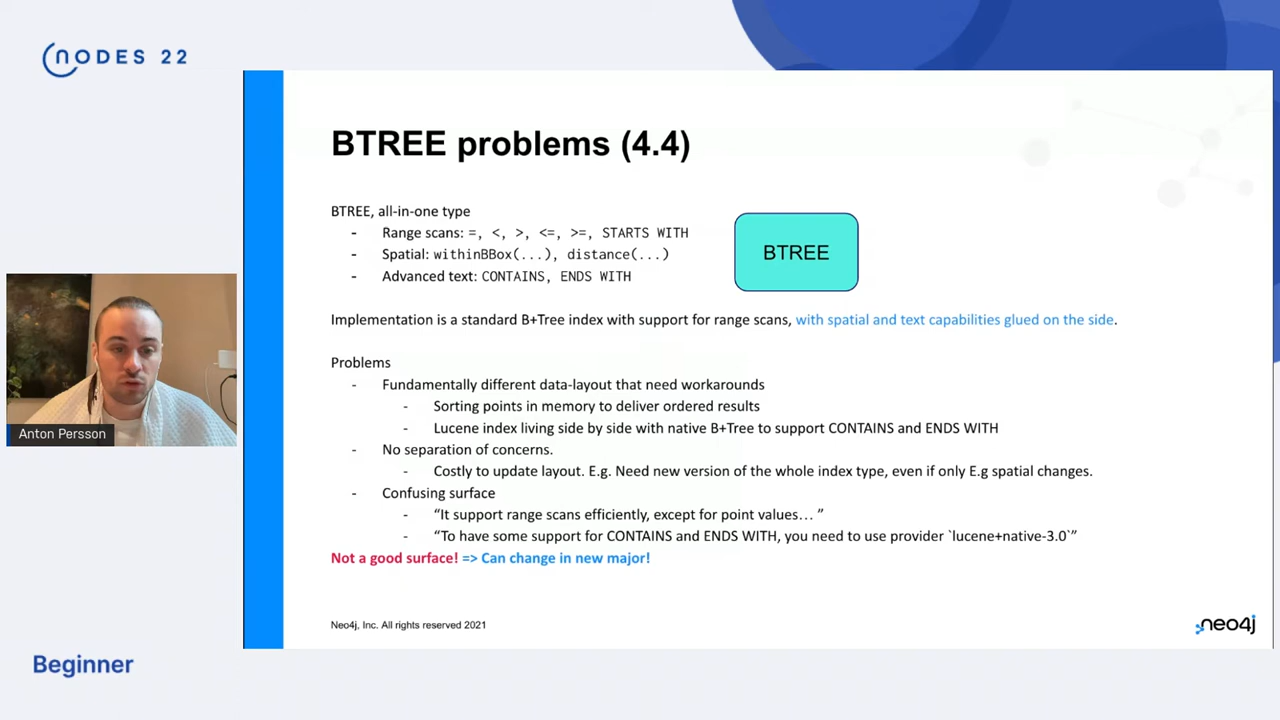 NODES 22
BTREE problems (4.4)
BTREE, all-in-one type
- Range scans: =, <, >, <=, >=, STARTS WITH
- Spatial: withinBBox(...), distance(...)
- Advanced text: CONTAINS, ENDS WITH
BTREE
Implementation is a standard B+Tree index with support for range scans, with spatial and text capabilities glued on the side.
Problems
- Fundamentally different data-layout that need workarounds
- Sorting points in memory to deliver ordered results
- Lucene index living side by side with native B+Tree to support CONTAINS and ENDS WITH
- No separation of concerns.
- Costly to update layout. E.g. Need new version of the whole index type, even if only E.g spatial changes.
- Confusing surface
- “It support range scans efficiently, except for point values… ”
- “To have some support for CONTAINS and ENDS WITH, you need to use provider `lucene+native-3.0`”
Not a good surface! => Can change in new major!
Anton Persson
Neo4j, Inc. All rights reserved 2021
neo4j
Beginner